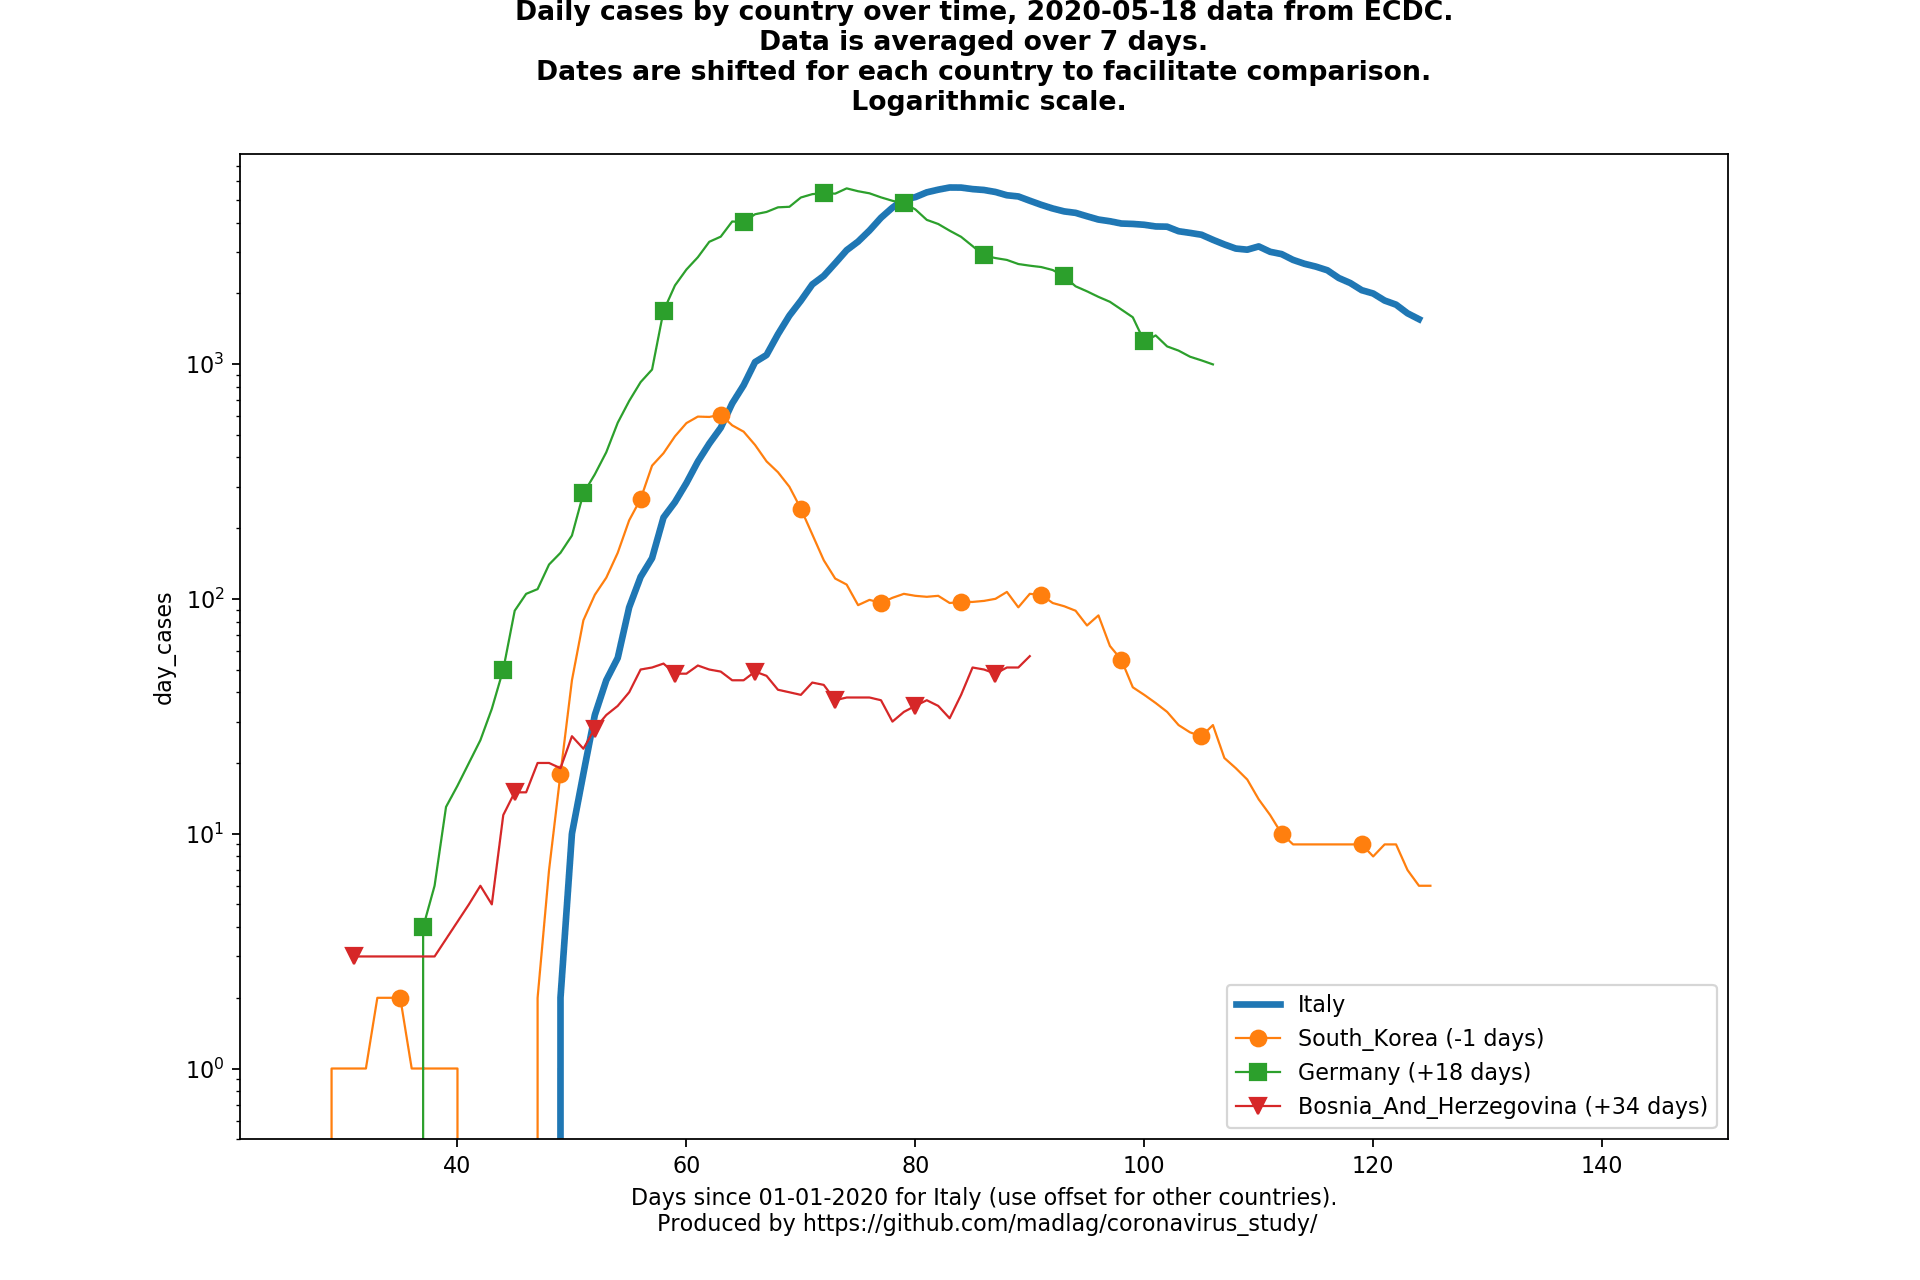 Daily cases by country over time, 2020-05-18 data from ECDC.
Data is averaged over 7 days.
Dates are shifted for each country to facilitate comparison.
Logarithmic scale.
10³
10²
10¹
10⁰
day_cases
Italy
South_Korea (-1 days)
Germany (+18 days)
Bosnia_And_Herzegovina (+34 days)
40 60 80 100 120 140
Days since 01-01-2020 for Italy (use offset for other countries).
Produced by https://github.com/madlag/coronavirus_study/